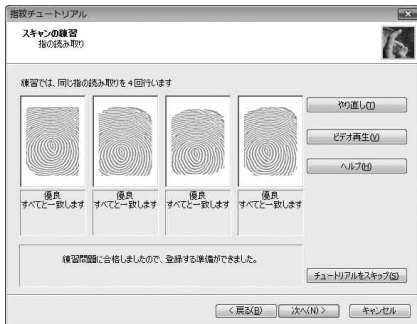 指紋チュートリアル
スキャンの練習
指の読み取り
練習では、同じ指の読み取りを4回行います
やり直し(T)
ビデオ再生(V)
ヘルプ(H)
優良
すべてと一致します
優良
すべてと一致します
優良
すべてと一致します
優良
すべてと一致します
練習問題に合格しましたので、登録する準備ができました。
チュートリアルをスキップ(S)
< 戻る(B)
次へ(N) >
キャンセル